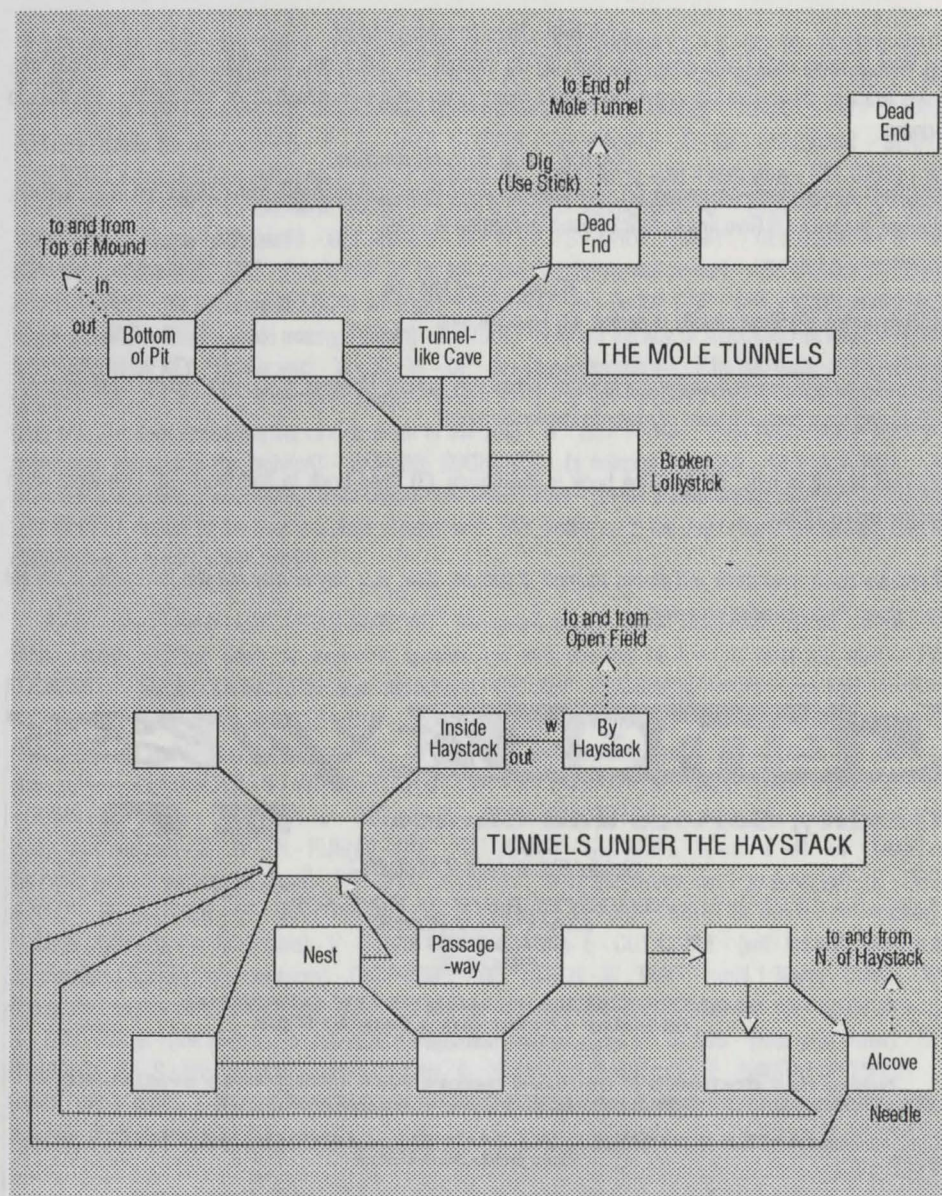 to End of
Mole Tunnel
Dead
End
Dig
(Use Stick)
to and from
Top of Mound
in
out
Dead
End
Bottom
of Pit
Tunnel-
like Cave
THE MOLE TUNNELS
Broken
Lollystick
to and from
Open Field
Inside
Haystack
w
out
By
Haystack
TUNNELS UNDER THE HAYSTACK
Nest
Passage
-way
to and from
N. of Haystack
Alcove
Needle